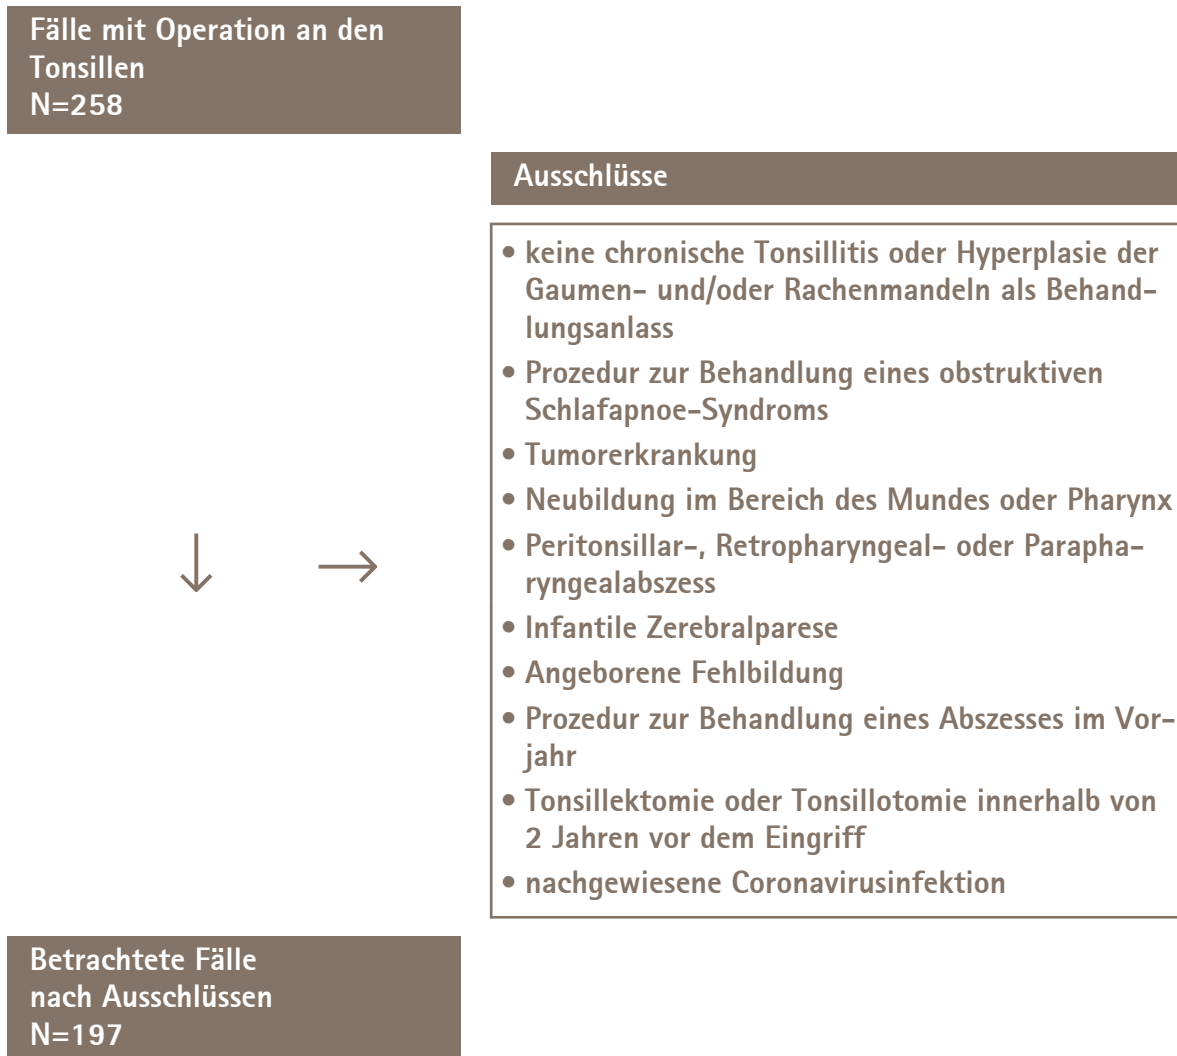 Fälle mit Operation an den
Tonsillen
N=258
Ausschlüsse
• keine chronische Tonsillitis oder Hyperplasie der
Gaumen- und/oder Rachenmandeln als Behand-
lungsanlass
• Prozedur zur Behandlung eines obstruktiven
Schlafapnoe-Syndroms
• Tumorerkrankung
• Neubildung im Bereich des Mundes oder Pharynx
• Peritonsillar-, Retropharyngeal- oder Parapha-
ryngealabszess
• Infantile Zerebralparese
• Angeborene Fehlbildung
• Prozedur zur Behandlung eines Abszesses im Vor-
jahr
• Tonsillektomie oder Tonsillotomie innerhalb von
2 Jahren vor dem Eingriff
• nachgewiesene Coronavirusinfektion
Betrachtete Fälle
nach Ausschlüssen
N=197